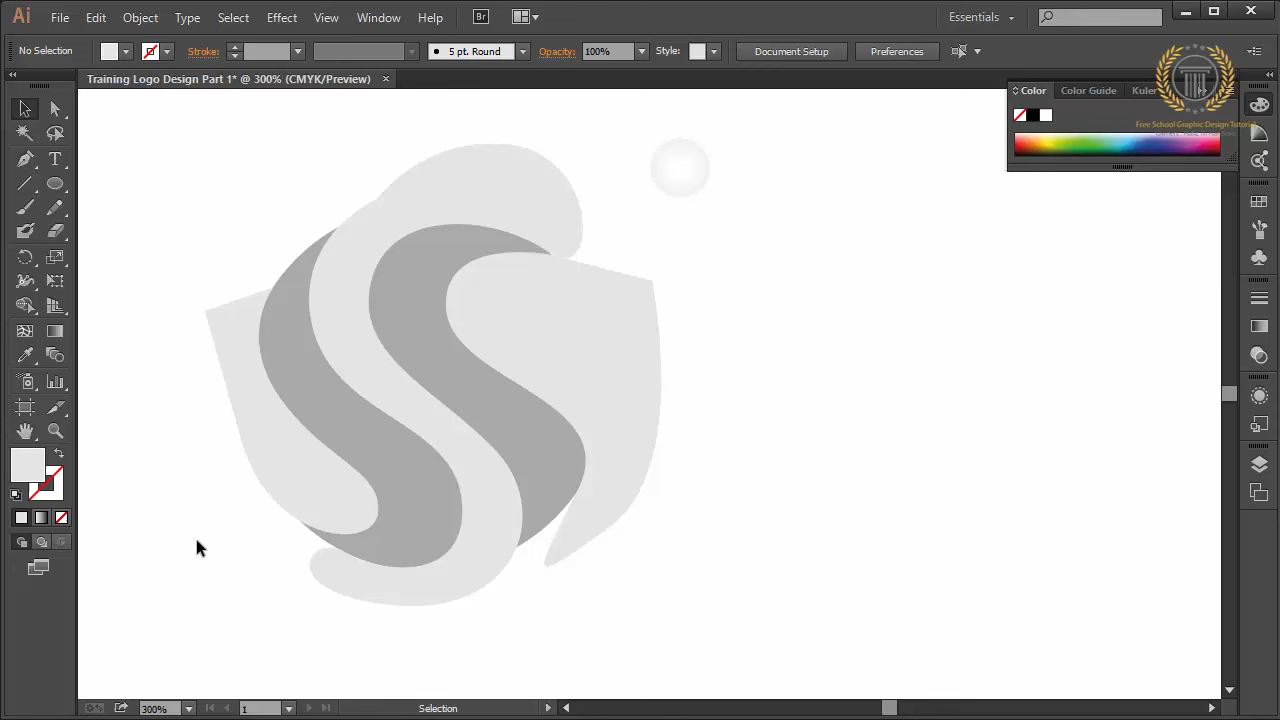 Ai File Edit Object Type Select Effect View Window Help Br Essentials
No Selection Stroke: 5 pt. Round Opacity: 100% Style: Document Setup Preferences
Training Logo Design Part 1* @ 300% (CMYK/Preview) ×
Color Color Guide Kuler
Free School Graphic Design Tutorial
T
300% 1 Selection